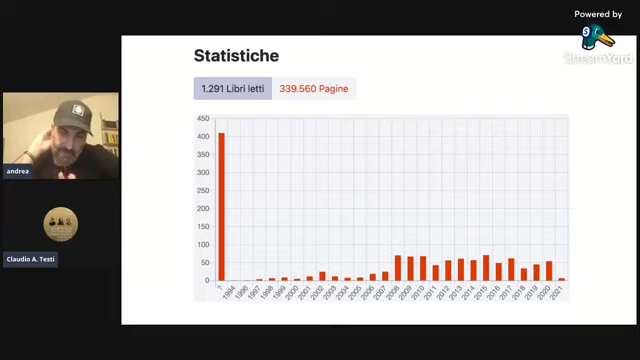 Powered by
StreamYard
Statistiche
1.291 Libri letti
339.560 Pagine
450
400
350
300
250
200
150
100
50
0
? 1994 1996 1997 1998 1999 2000 2001 2002 2003 2004 2005 2006 2007 2008 2009 2010 2011 2012 2013 2014 2015 2016 2017 2018 2019 2020 2021
andrea
Claudio A. Testi